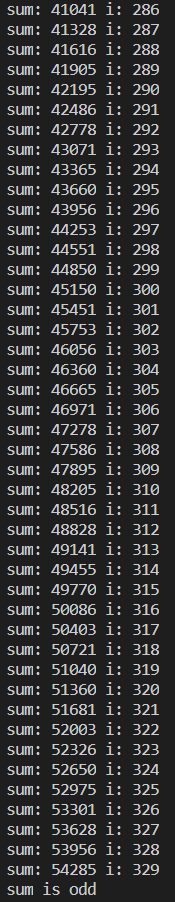 sum: 41041 i: 286
sum: 41328 i: 287
sum: 41616 i: 288
sum: 41905 i: 289
sum: 42195 i: 290
sum: 42486 i: 291
sum: 42778 i: 292
sum: 43071 i: 293
sum: 43365 i: 294
sum: 43660 i: 295
sum: 43956 i: 296
sum: 44253 i: 297
sum: 44551 i: 298
sum: 44850 i: 299
sum: 45150 i: 300
sum: 45451 i: 301
sum: 45753 i: 302
sum: 46056 i: 303
sum: 46360 i: 304
sum: 46665 i: 305
sum: 46971 i: 306
sum: 47278 i: 307
sum: 47586 i: 308
sum: 47895 i: 309
sum: 48205 i: 310
sum: 48516 i: 311
sum: 48828 i: 312
sum: 49141 i: 313
sum: 49455 i: 314
sum: 49770 i: 315
sum: 50086 i: 316
sum: 50403 i: 317
sum: 50721 i: 318
sum: 51040 i: 319
sum: 51360 i: 320
sum: 51681 i: 321
sum: 52003 i: 322
sum: 52326 i: 323
sum: 52650 i: 324
sum: 52975 i: 325
sum: 53301 i: 326
sum: 53628 i: 327
sum: 53956 i: 328
sum: 54285 i: 329
sum is odd